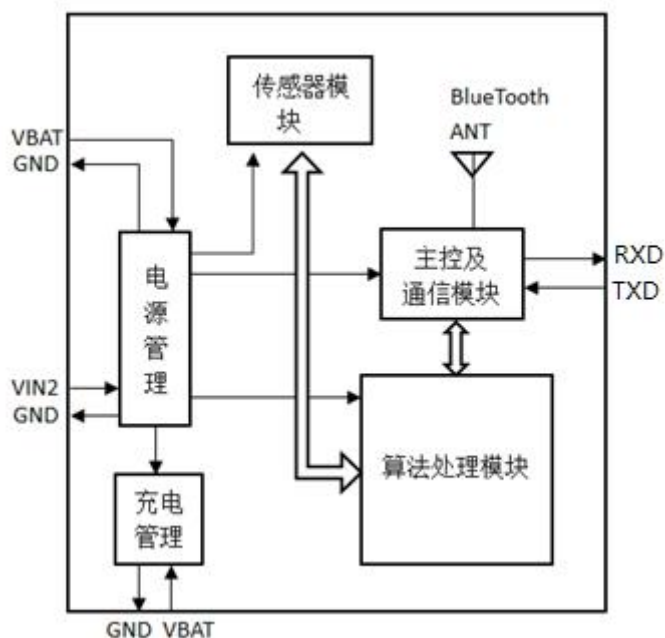 传感器模
块
BlueTooth
ANT
VBAT
GND
电
源
管
理
主控及
通信模块
RXD
TXD
VIN2
GND
算法处理模块
充电
管理
GND VBAT